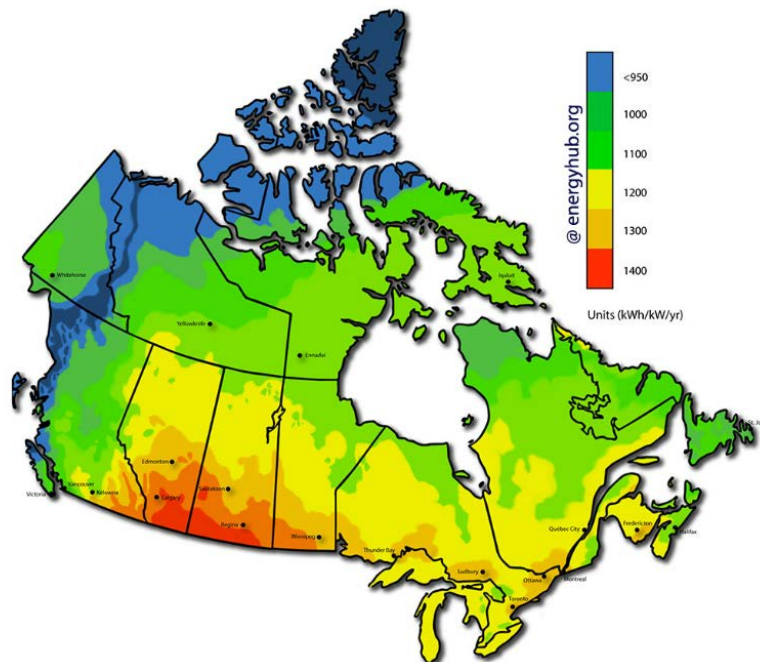 <950
1000
1100
1200
1300
1400
@ energyhub.org
Units (kWh/kW/yr)
Whitehorse
Iqaluit
Yellowknife
Ennadai
Edmonton
Saskatoon
Calgary
Vancouver
Victoria
Kelowna
Regina
Winnipeg
Thunder Bay
Sudbury
Ottawa
Montreal
Toronto
Québec City
Fredericton
Halifax